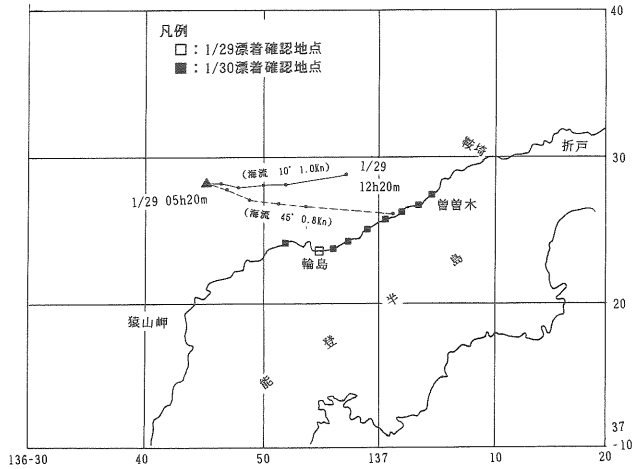 40
凡例
□：1/29漂着確認地点
■：1/30漂着確認地点
鞍埼
折戸
30
(海流 10° 1.0Kn)
1/29
12h20m
1/29 05h20m
(海流 45° 0.8Kn)
曽曽木
輪島
猿山岬
能登半島
20
37
-10
136-30
40
50
137
10
20